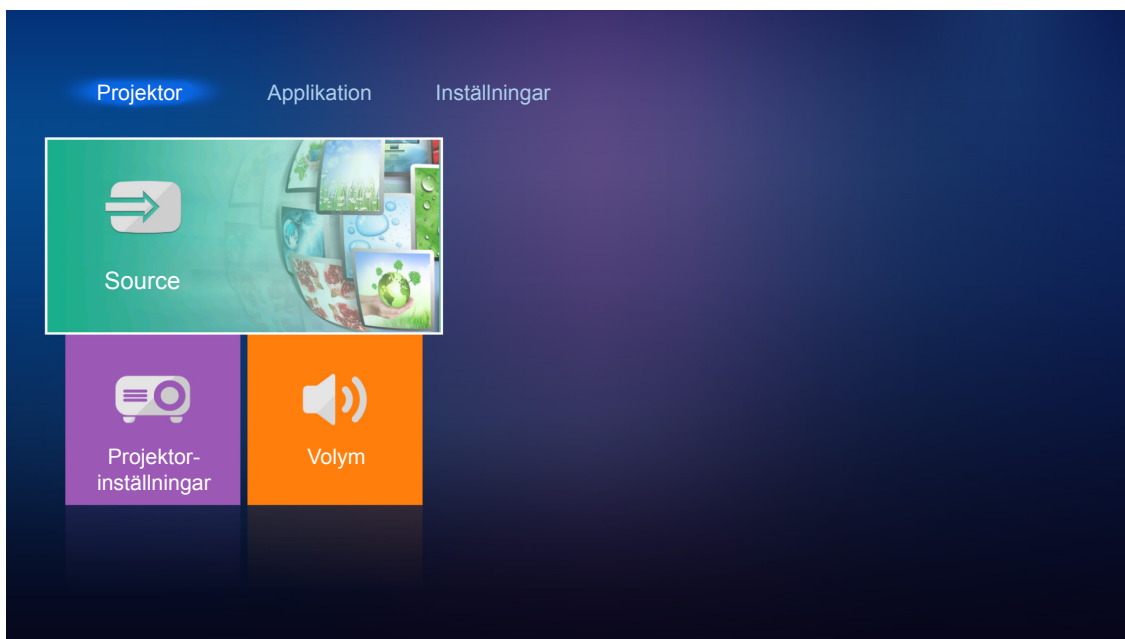 Projektor Applikation Inställningar
Source
Projektor-
inställningar
Volym